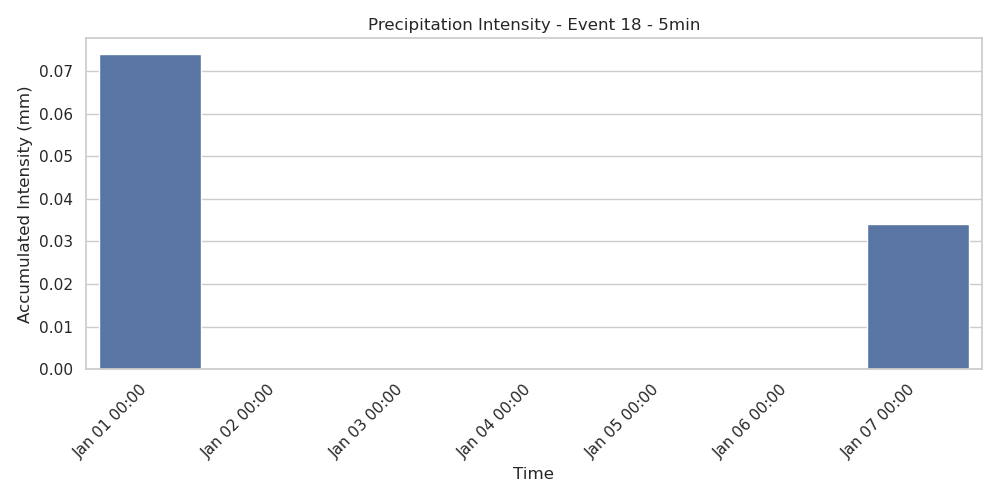 Precipitation Intensity - Event 18 - 5min
Accumulated Intensity (mm)
0.07
0.06
0.05
0.04
0.03
0.02
0.01
0.00
Jan 01 00:00
Jan 02 00:00
Jan 03 00:00
Jan 04 00:00
Jan 05 00:00
Jan 06 00:00
Jan 07 00:00
Time